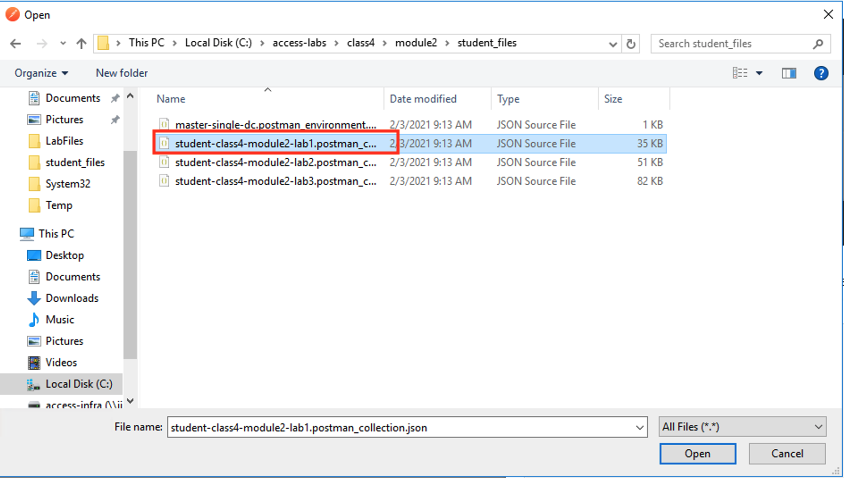 Open
This PC > Local Disk (C:) > access-labs > class4 > module2 > student_files
Search student_files
Organize
New folder
Name Date modified Type Size
Documents
Pictures
LabFiles
student_files
System32
Temp
This PC
Desktop
Documents
Downloads
Music
Pictures
Videos
Local Disk (C:)
master-single-dc.postman_environment.... 2/3/2021 9:13 AM JSON Source File 1 KB
student-class4-module2-lab1.postman_c... 2/3/2021 9:13 AM JSON Source File 35 KB
student-class4-module2-lab2.postman_c... 2/3/2021 9:13 AM JSON Source File 51 KB
student-class4-module2-lab3.postman_c... 2/3/2021 9:13 AM JSON Source File 82 KB
File name: student-class4-module2-lab1.postman_collection.json All Files (*.*)
Open Cancel